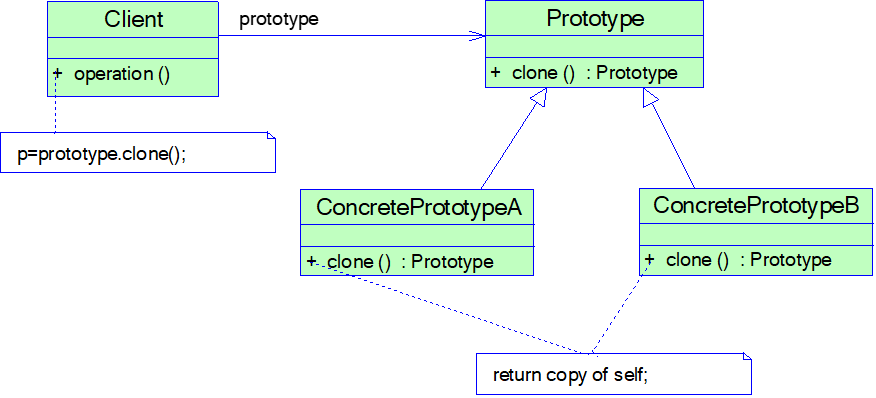 Client
prototype
Prototype
+ operation ()
+ clone () : Prototype
p=prototype.clone();
ConcretePrototypeA
ConcretePrototypeB
+ clone () : Prototype
+ clone () : Prototype
return copy of self;